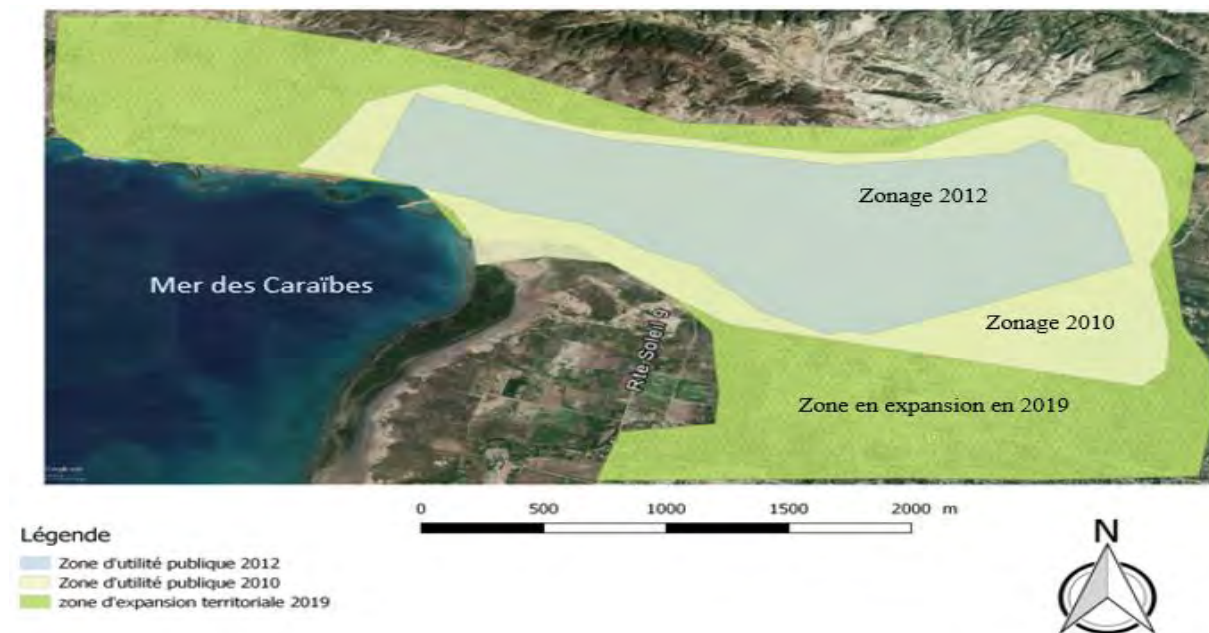 Zonage 2012
Mer des Caraïbes
Zonage 2010
Rte Soleil 9
Zone en expansion en 2019
0 500 1000 1500 2000 m
Légende
Zone d'utilité publique 2012
Zone d'utilité publique 2010
zone d'expansion territoriale 2019
N